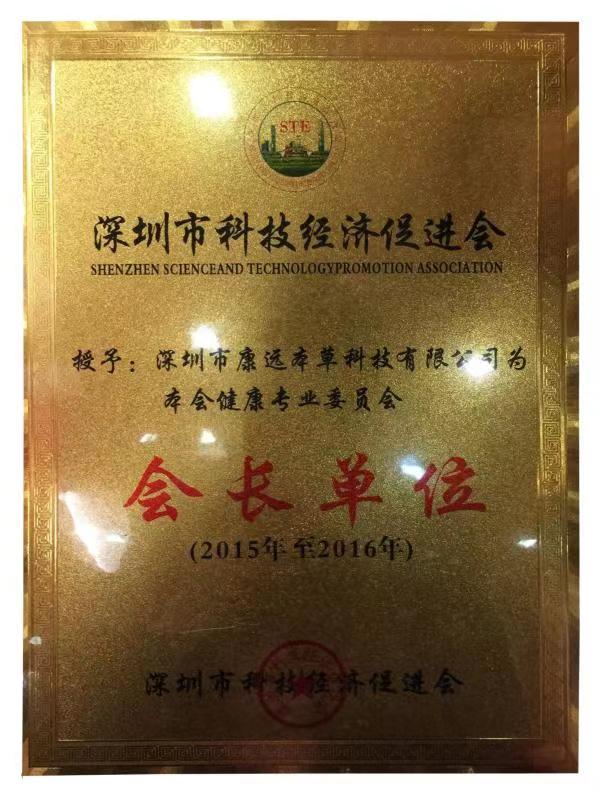 STE
深圳市科技经济促进会
SHENZHEN SCIENCEAND TECHNOLOGYPROMOTION ASSOCIATION
授予：深圳市康远本草科技有限公司为
本会健康专业委员会
会长单位
(2015年至2016年)
深圳市科技经济促进会